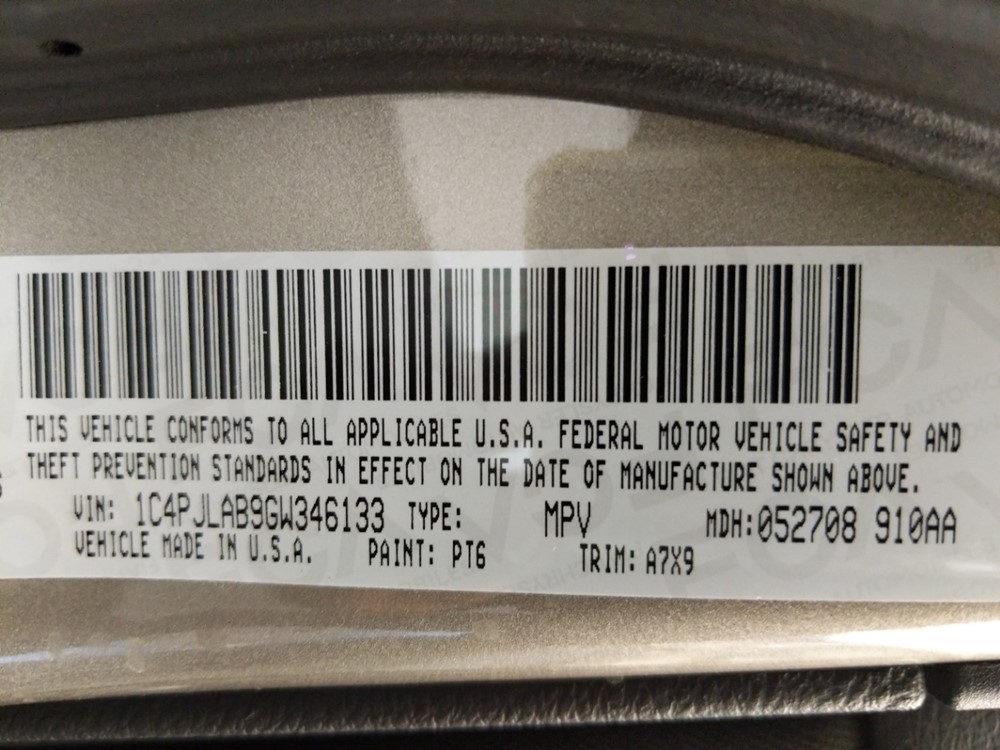 THIS VEHICLE CONFORMS TO ALL APPLICABLE U.S.A. FEDERAL MOTOR VEHICLE SAFETY AND
THEFT PREVENTION STANDARDS IN EFFECT ON THE DATE OF MANUFACTURE SHOWN ABOVE.
VIN: 1C4PJLAB9GW346133 TYPE: MPV MDH:052708 910AA
VEHICLE MADE IN U.S.A. PAINT: PT6 TRIM: A7X9